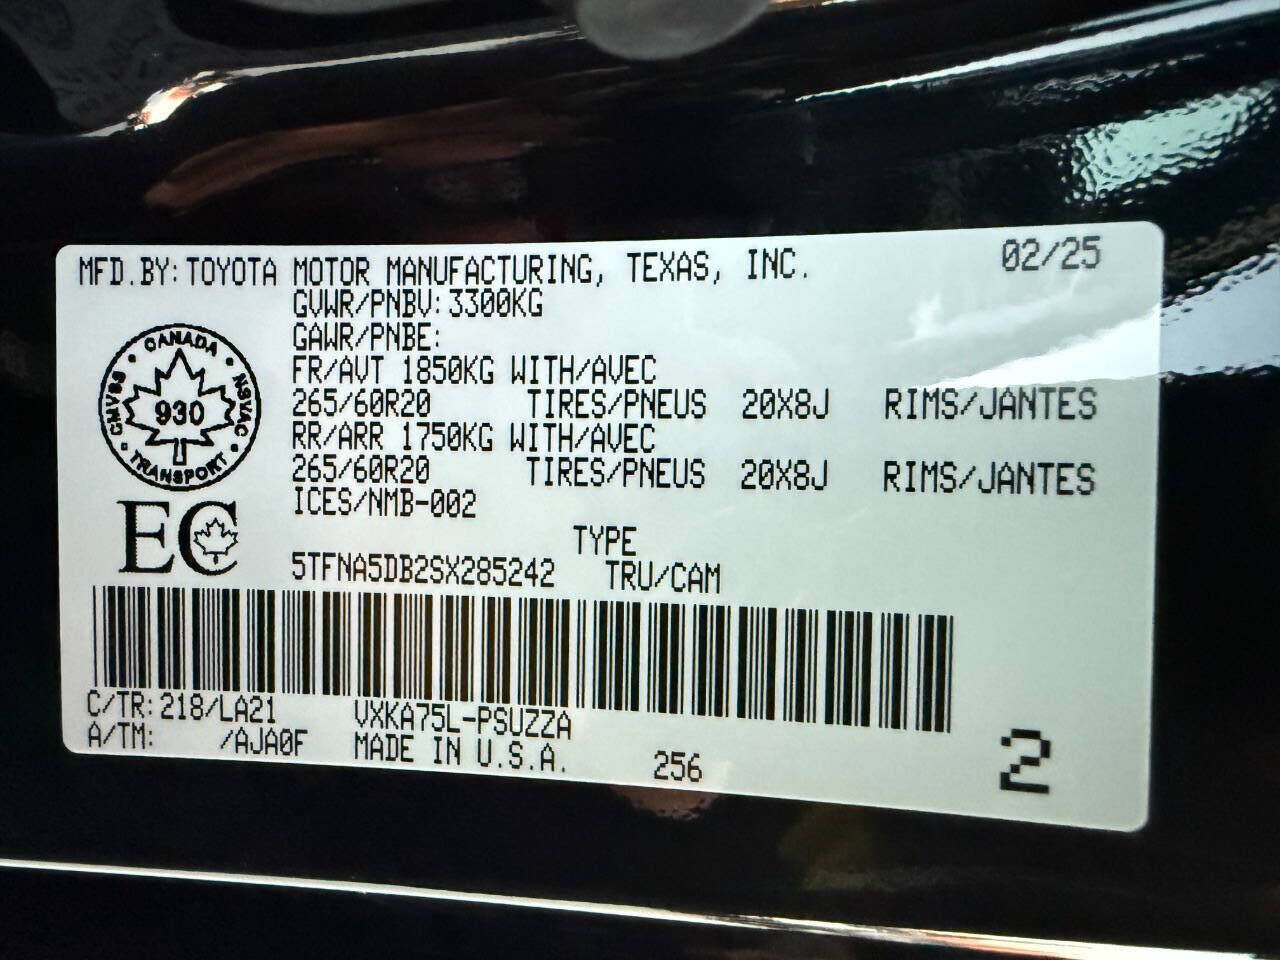 MFD.BY: TOYOTA MOTOR MANUFACTURING, TEXAS, INC. 02/25
GVWR/PNBV: 3300KG
GAWR/PNBE:
FR/AVT 1850KG WITH/AVEC
265/60R20 TIRES/PNEUS 20X8J RIMS/JANTES
RR/ARR 1750KG WITH/AVEC
265/60R20 TIRES/PNEUS 20X8J RIMS/JANTES
ICES/NMB-002
CANADA
CMVSS 930 NSVAC
TRANSPORT
EC
TYPE
5TFNA5DB2SX285242 TRU/CAM
C/TR: 218/LA21 VXKA75L-PSUZZA
A/TM: /AJA0F MADE IN U.S.A. 256
2